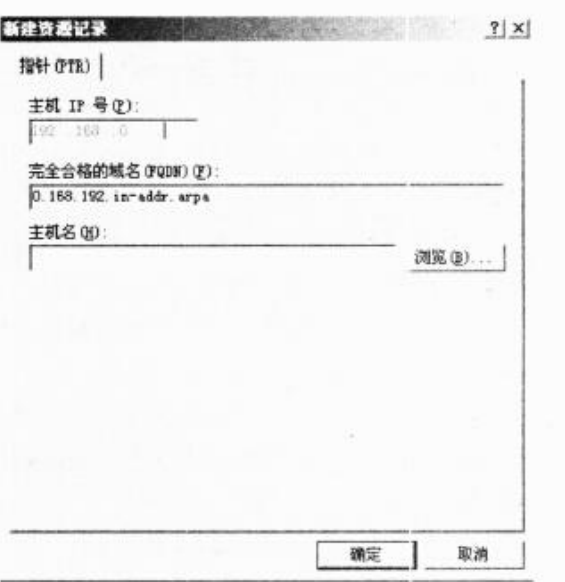 新建资源记录 ? ×
指针(PTR)
主机 IP 号(P):
192 .168 .0
完全合格的域名(FQDN)(F):
0.168.192.in-addr.arpa
主机名(H):
浏览(B)...
确定 取消